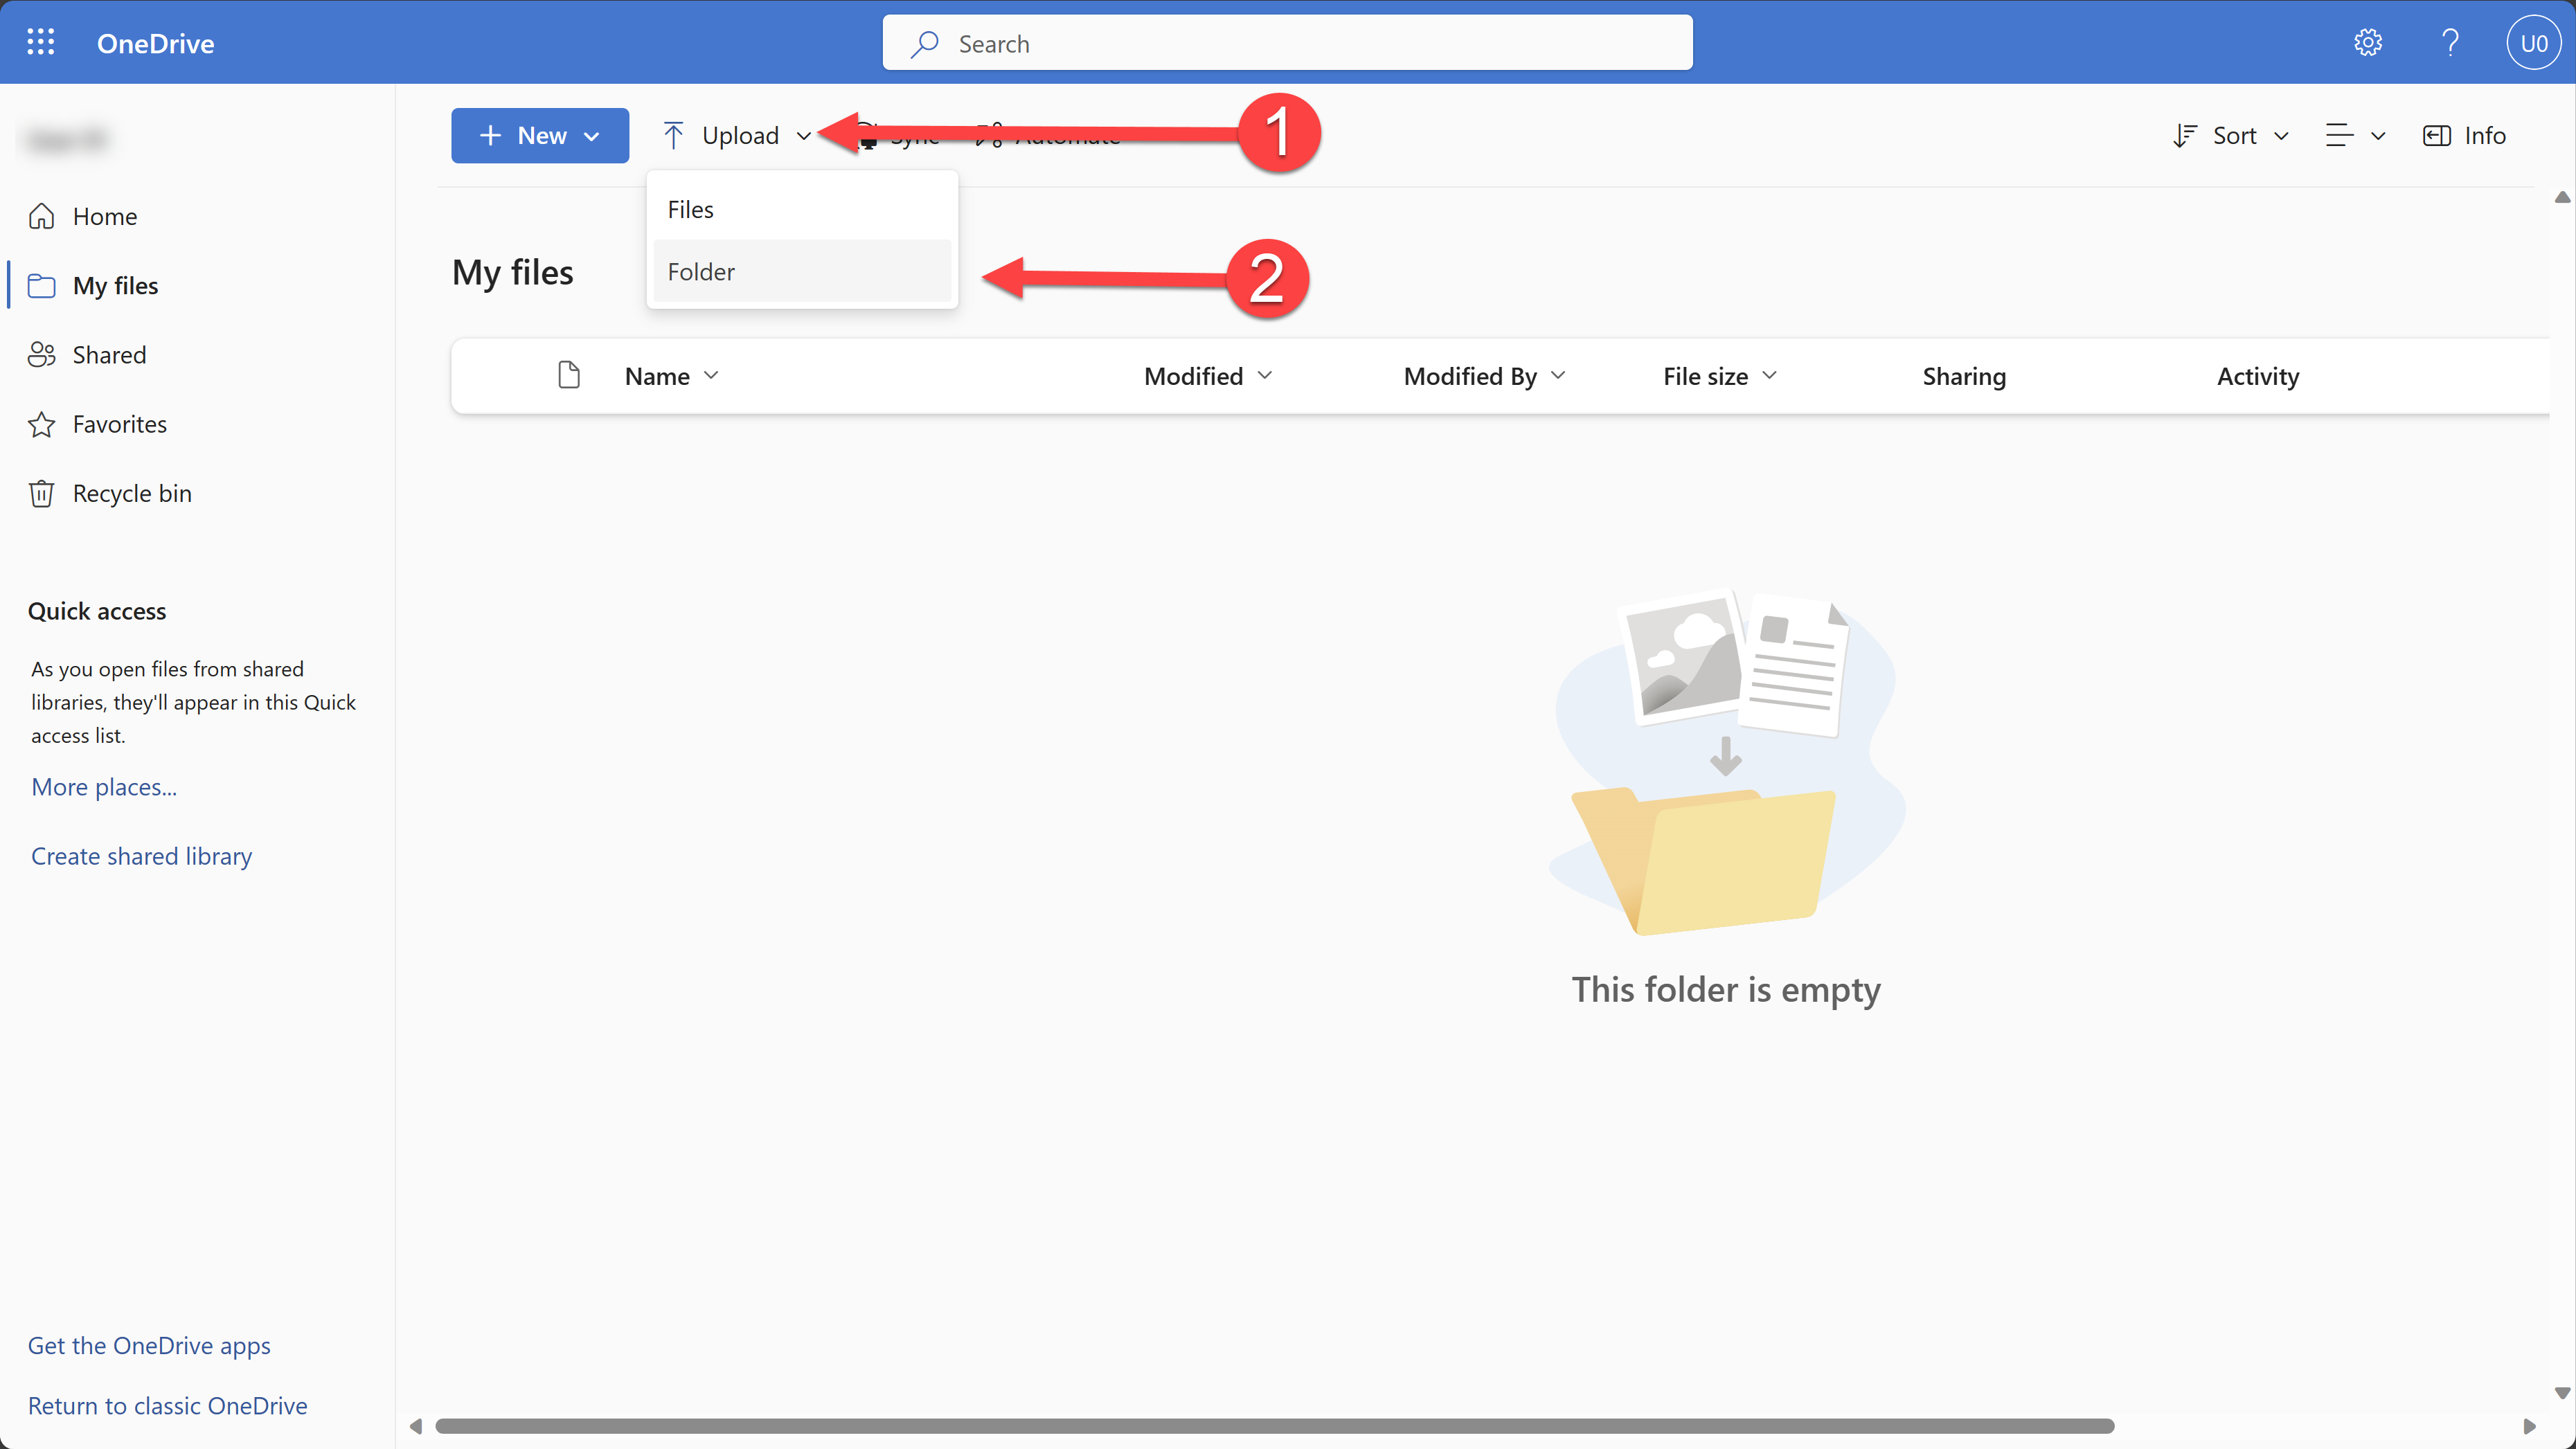 OneDrive
Search
U0
New
Upload
Sync
Automate
1
Sort
Info
Files
Folder
2
Home
My files
Shared
Favorites
Recycle bin
Quick access
As you open files from shared
libraries, they'll appear in this Quick
access list.
More places...
Create shared library
Get the OneDrive apps
Return to classic OneDrive
My files
Name
Modified
Modified By
File size
Sharing
Activity
This folder is empty